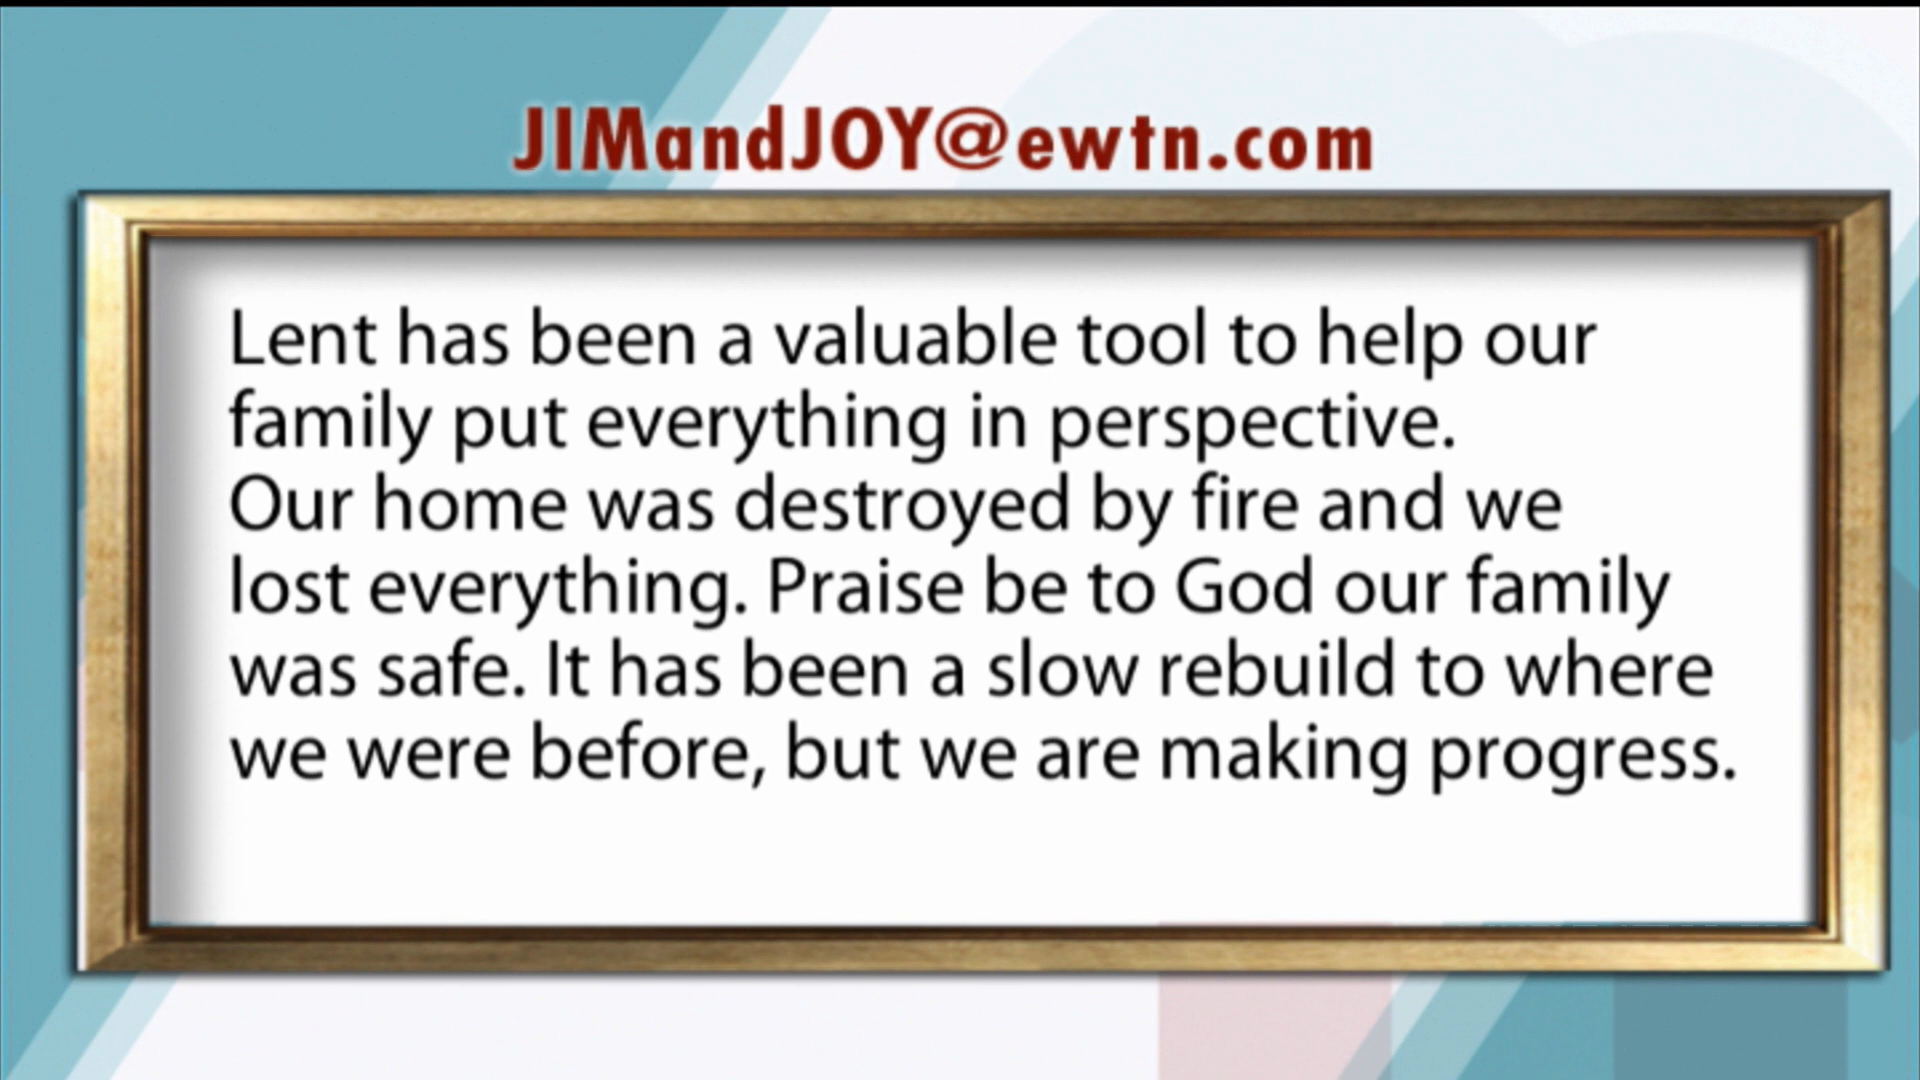 JIMandJOY@ewtn.com
Lent has been a valuable tool to help our
family put everything in perspective.
Our home was destroyed by fire and we
lost everything. Praise be to God our family
was safe. It has been a slow rebuild to where
we were before, but we are making progress.